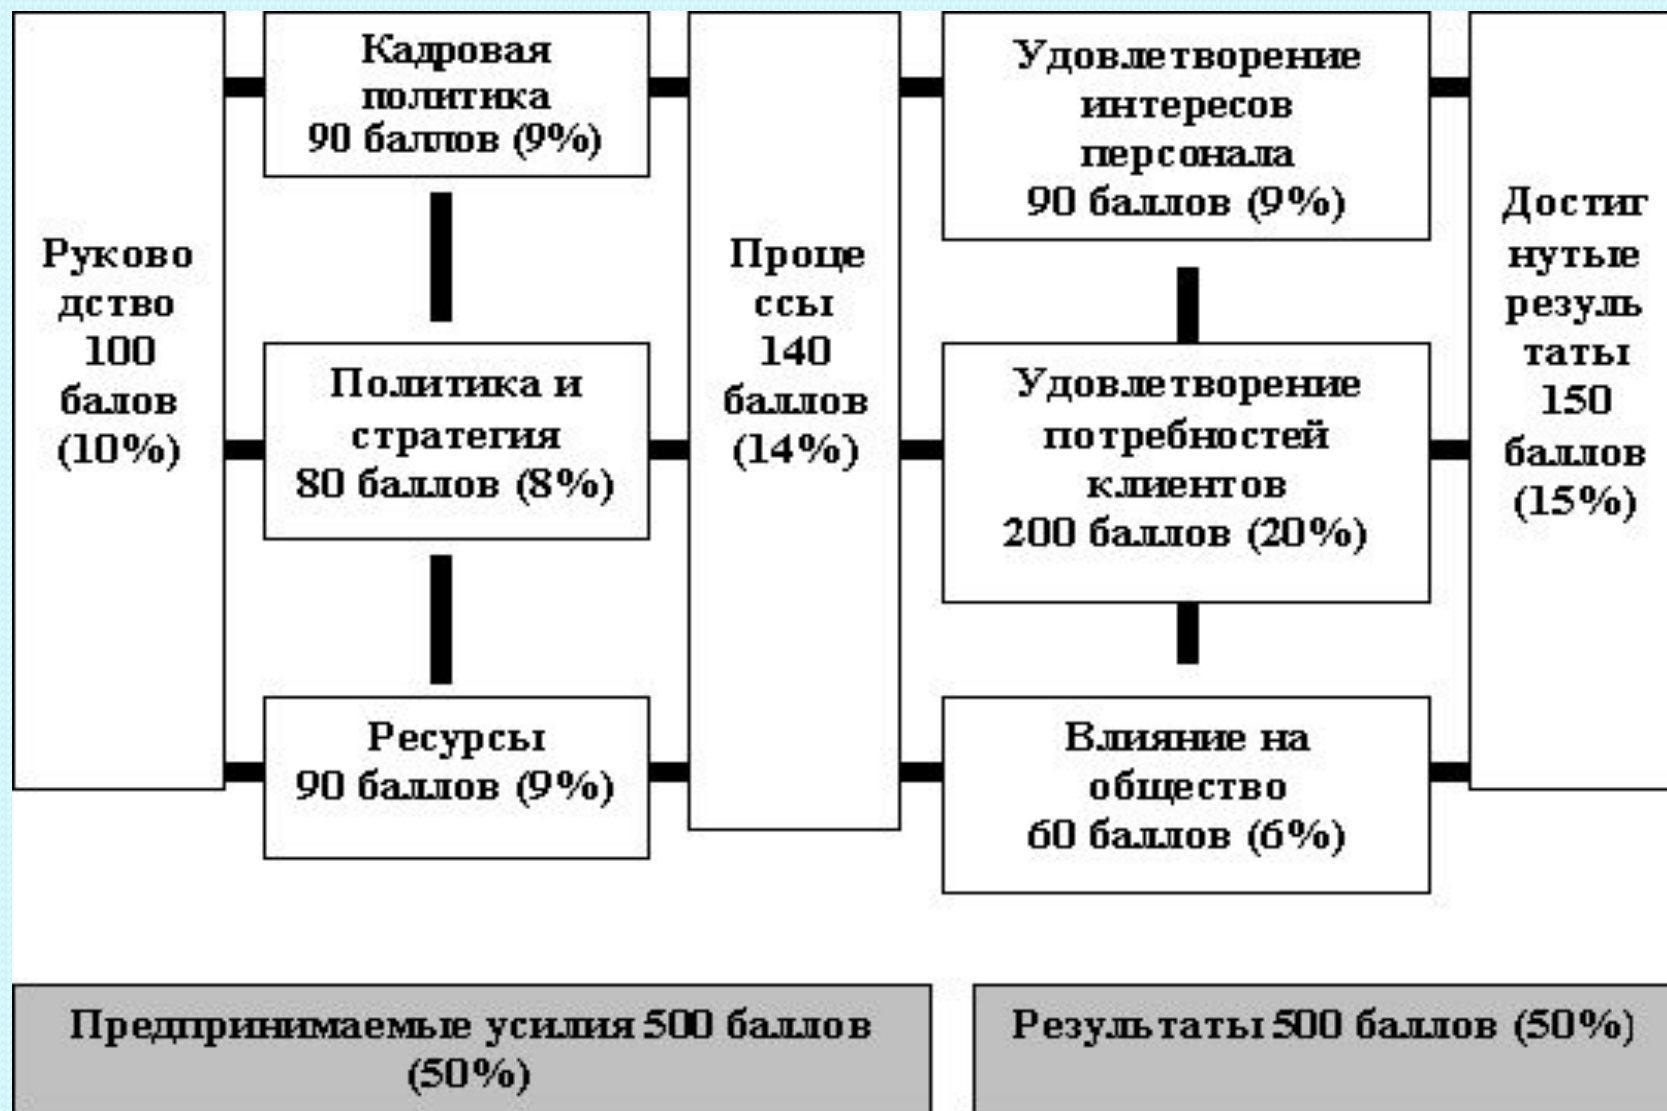 Руково
дство
100
балов
(10%)
Кадровая
политика
90 баллов (9%)
Политика и
стратегия
80 баллов (8%)
Ресурсы
90 баллов (9%)
Проце
ссы
140
баллов
(14%)
Удовлетворение
интересов
персонала
90 баллов (9%)
Удовлетворение
потребностей
клиентов
200 баллов (20%)
Влияние на
общество
60 баллов (6%)
Достиг
нутые
резуль
таты
150
баллов
(15%)
Предпринимаемые усилия 500 баллов
(50%)
Результаты 500 баллов (50%)